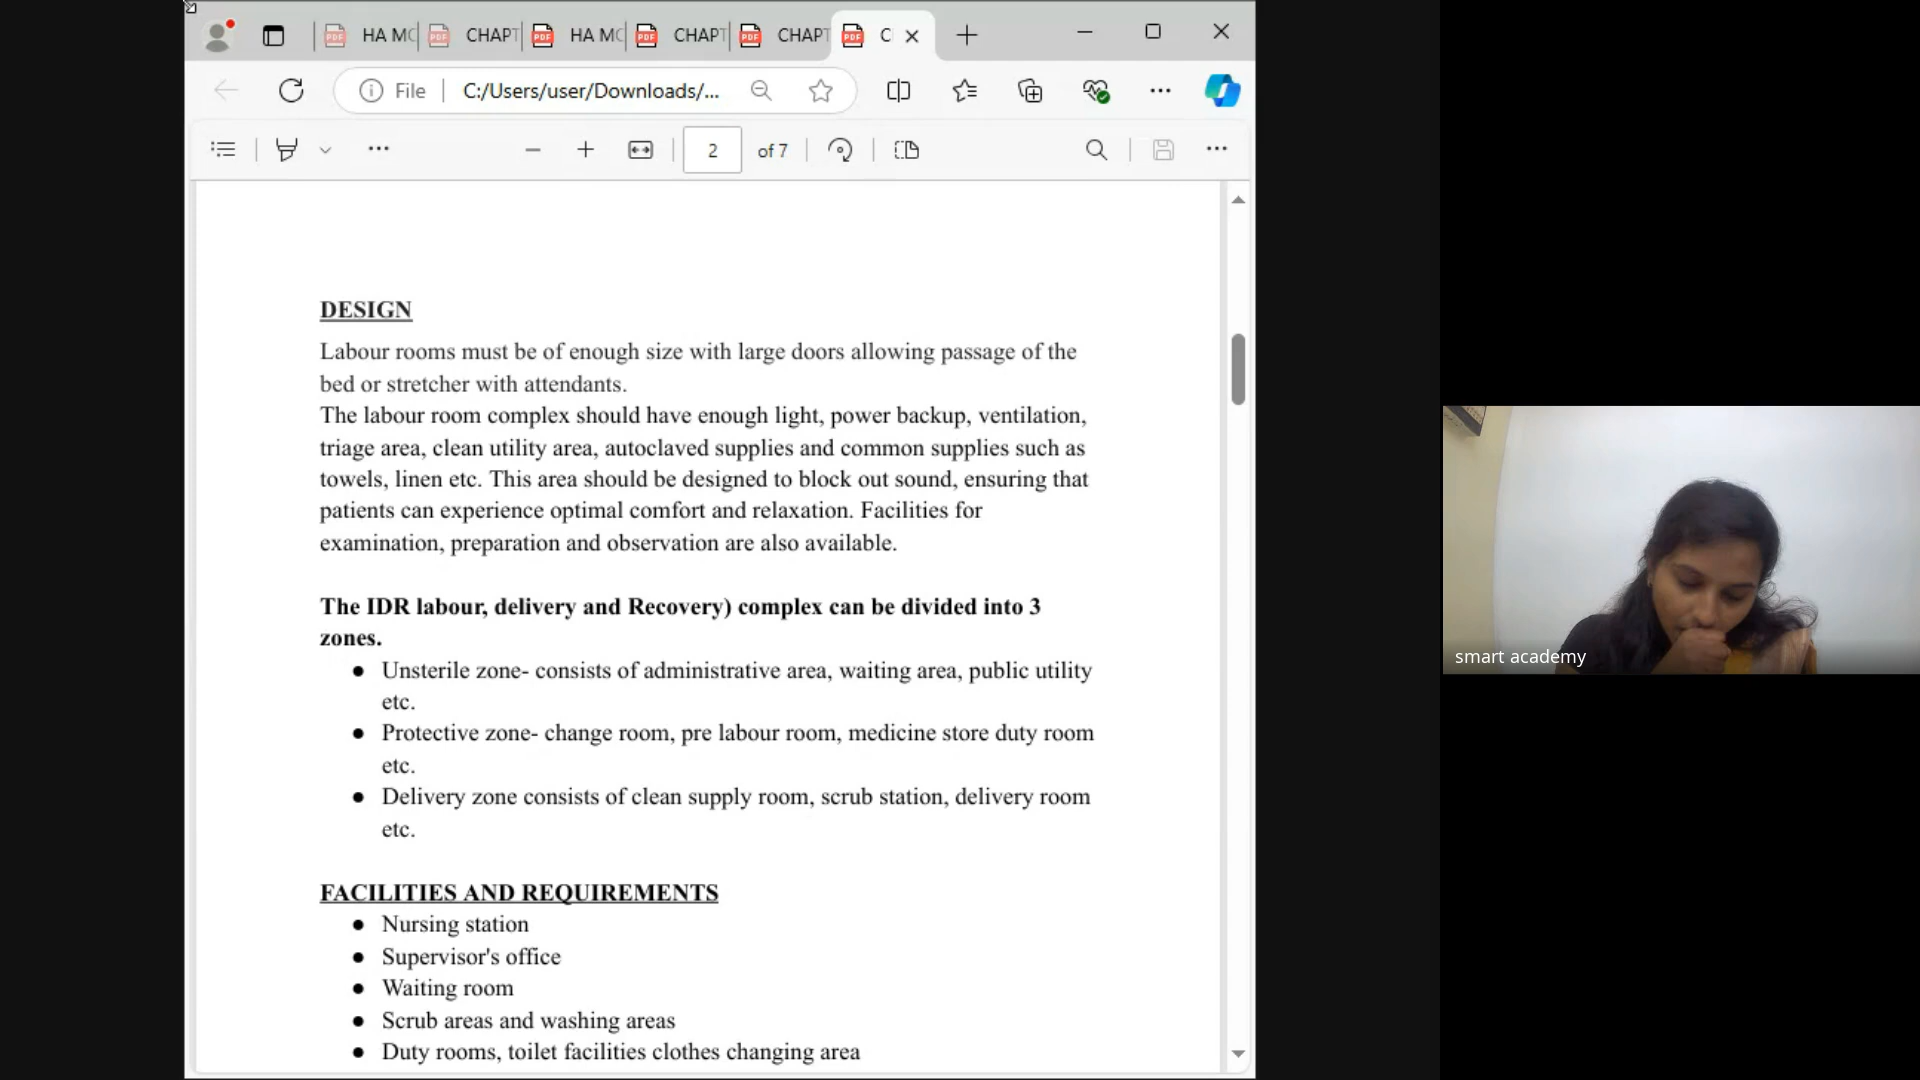 HA MC
CHAPT
HA MC
CHAPT
CHAPT
C
File
C:/Users/user/Downloads/...
2
of 7
DESIGN
Labour rooms must be of enough size with large doors allowing passage of the
bed or stretcher with attendants.
The labour room complex should have enough light, power backup, ventilation,
triage area, clean utility area, autoclaved supplies and common supplies such as
towels, linen etc. This area should be designed to block out sound, ensuring that
patients can experience optimal comfort and relaxation. Facilities for
examination, preparation and observation are also available.
The IDR labour, delivery and Recovery) complex can be divided into 3
zones.
● Unsterile zone- consists of administrative area, waiting area, public utility
etc.
● Protective zone- change room, pre labour room, medicine store duty room
etc.
● Delivery zone consists of clean supply room, scrub station, delivery room
etc.
FACILITIES AND REQUIREMENTS
● Nursing station
● Supervisor's office
● Waiting room
● Scrub areas and washing areas
● Duty rooms, toilet facilities clothes changing area
smart academy